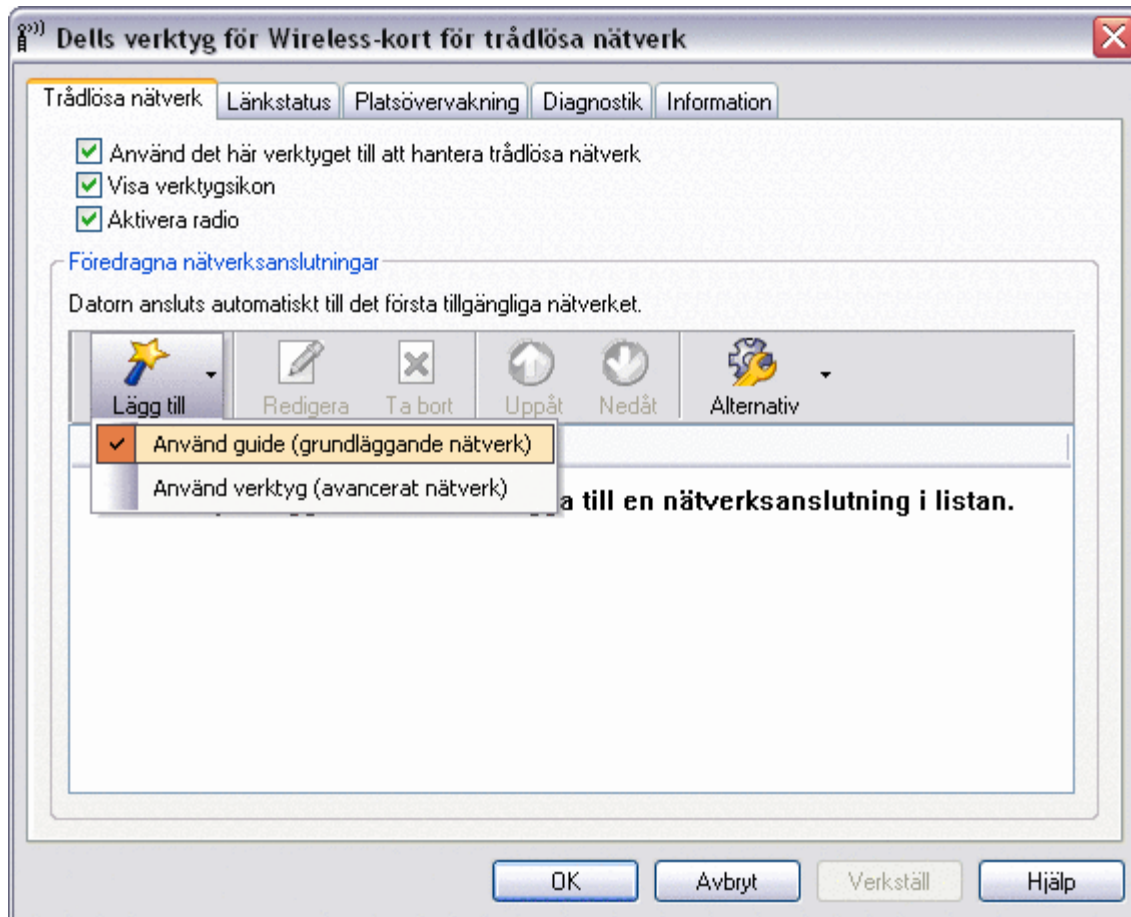 Dells verktyg för Wireless-kort för trådlösa nätverk
Trådlösa nätverk Länkstatus Platsövervakning Diagnostik Information
Använd det här verktyget till att hantera trådlösa nätverk
Visa verktygsikon
Aktivera radio
Föredragna nätverksanslutningar
Datorn ansluts automatiskt till det första tillgängliga nätverket.
Lägg till Redigera Ta bort Uppåt Nedåt Alternativ
Använd guide (grundläggande nätverk)
Använd verktyg (avancerat nätverk)
till en nätverksanslutning i listan.
OK Avbryt Verkställ Hjälp